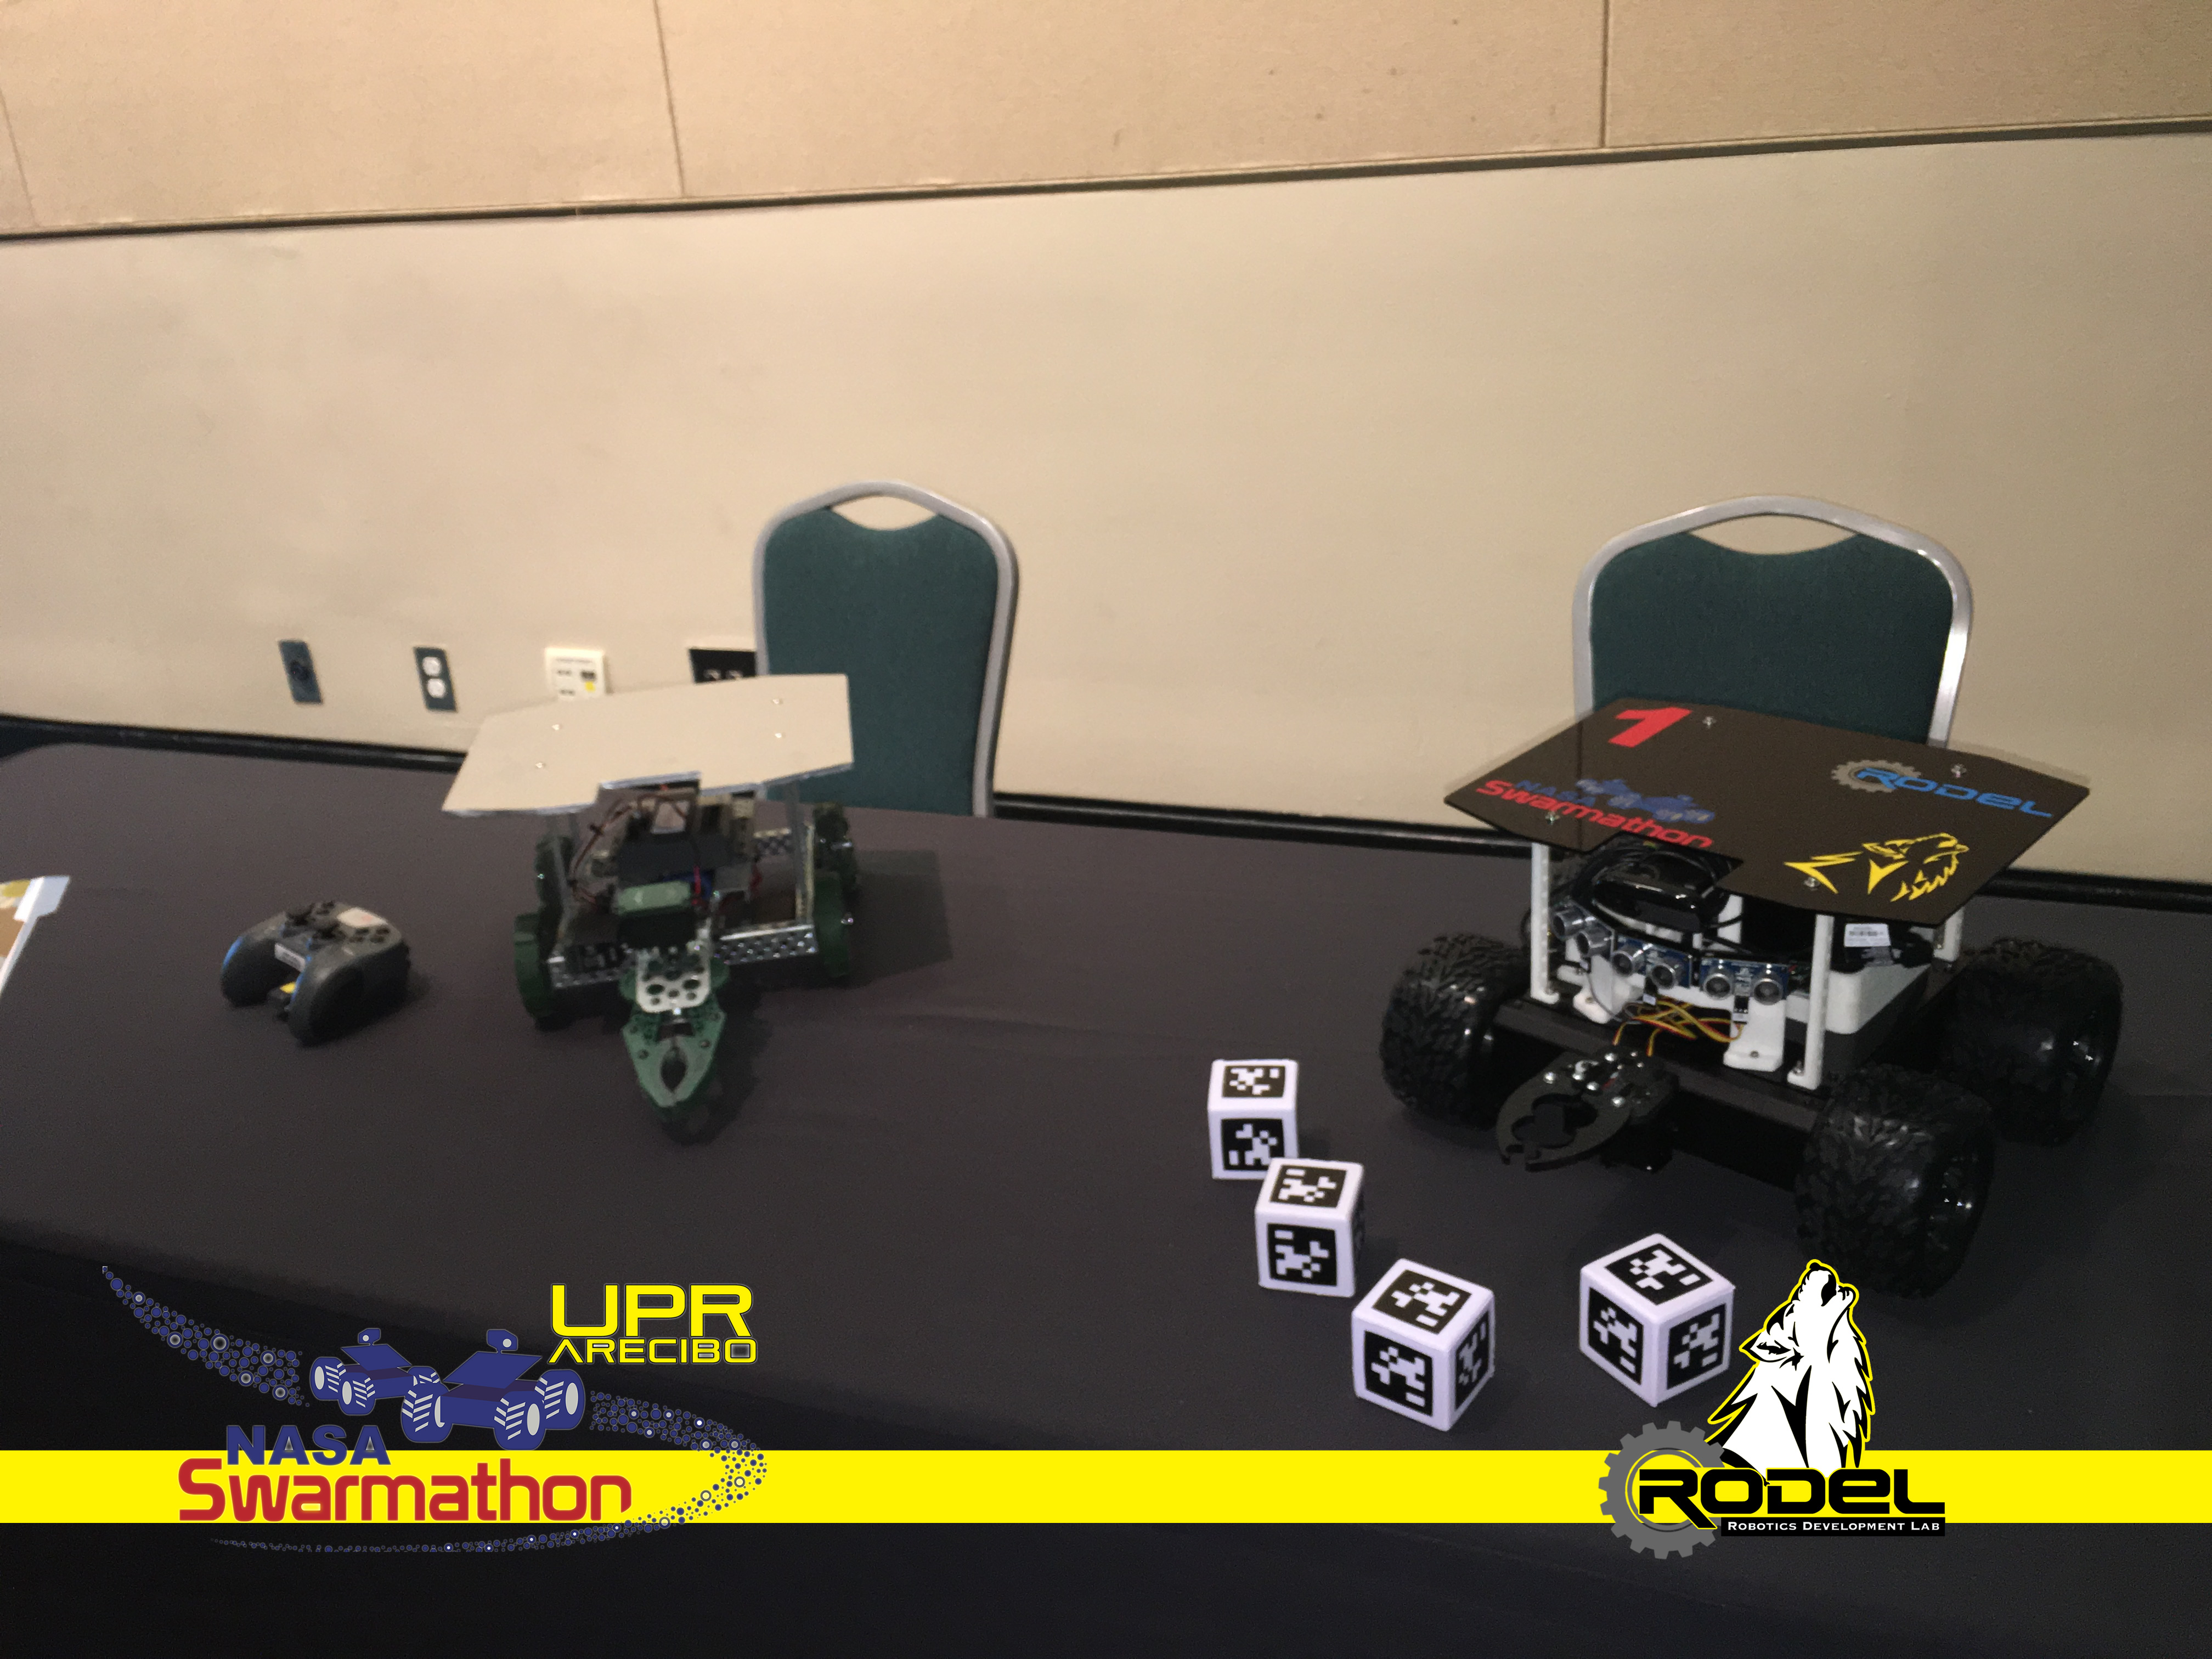 1
NASA
Swarmathon
RODEL
UPR
ARECIBO
NASA
Swarmathon
RODEL
ROBOTICS DEVELOPMENT LAB